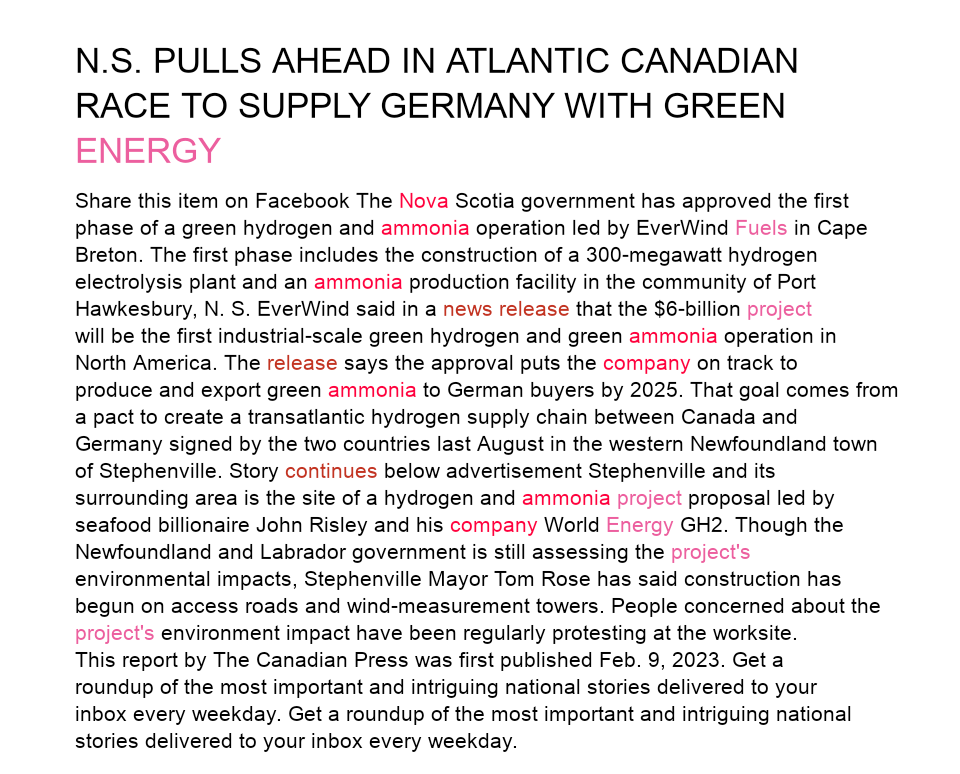 N.S. PULLS AHEAD IN ATLANTIC CANADIAN
RACE TO SUPPLY GERMANY WITH GREEN
ENERGY
Share this item on Facebook The Nova Scotia government has approved the first
phase of a green hydrogen and ammonia operation led by EverWind Fuels in Cape
Breton. The first phase includes the construction of a 300-megawatt hydrogen
electrolysis plant and an ammonia production facility in the community of Port
Hawkesbury, N. S. EverWind said in a news release that the $6-billion project
will be the first industrial-scale green hydrogen and green ammonia operation in
North America. The release says the approval puts the company on track to
produce and export green ammonia to German buyers by 2025. That goal comes from
a pact to create a transatlantic hydrogen supply chain between Canada and
Germany signed by the two countries last August in the western Newfoundland town
of Stephenville. Story continues below advertisement Stephenville and its
surrounding area is the site of a hydrogen and ammonia project proposal led by
seafood billionaire John Risley and his company World Energy GH2. Though the
Newfoundland and Labrador government is still assessing the project's
environmental impacts, Stephenville Mayor Tom Rose has said construction has
begun on access roads and wind-measurement towers. People concerned about the
project's environment impact have been regularly protesting at the worksite.
This report by The Canadian Press was first published Feb. 9, 2023. Get a
roundup of the most important and intriguing national stories delivered to your
inbox every weekday. Get a roundup of the most important and intriguing national
stories delivered to your inbox every weekday.